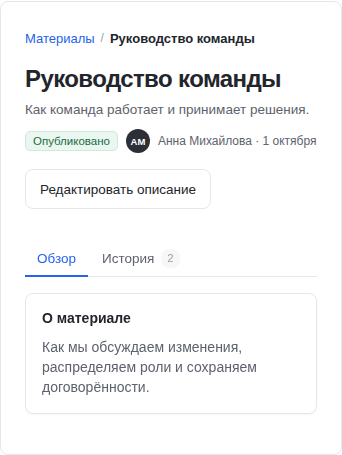 Материалы / Руководство команды
Руководство команды
Как команда работает и принимает решения.
Опубликовано АМ Анна Михайлова · 1 октября
Редактировать описание
Обзор История 2
О материале
Как мы обсуждаем изменения,
распределяем роли и сохраняем
договорённости.